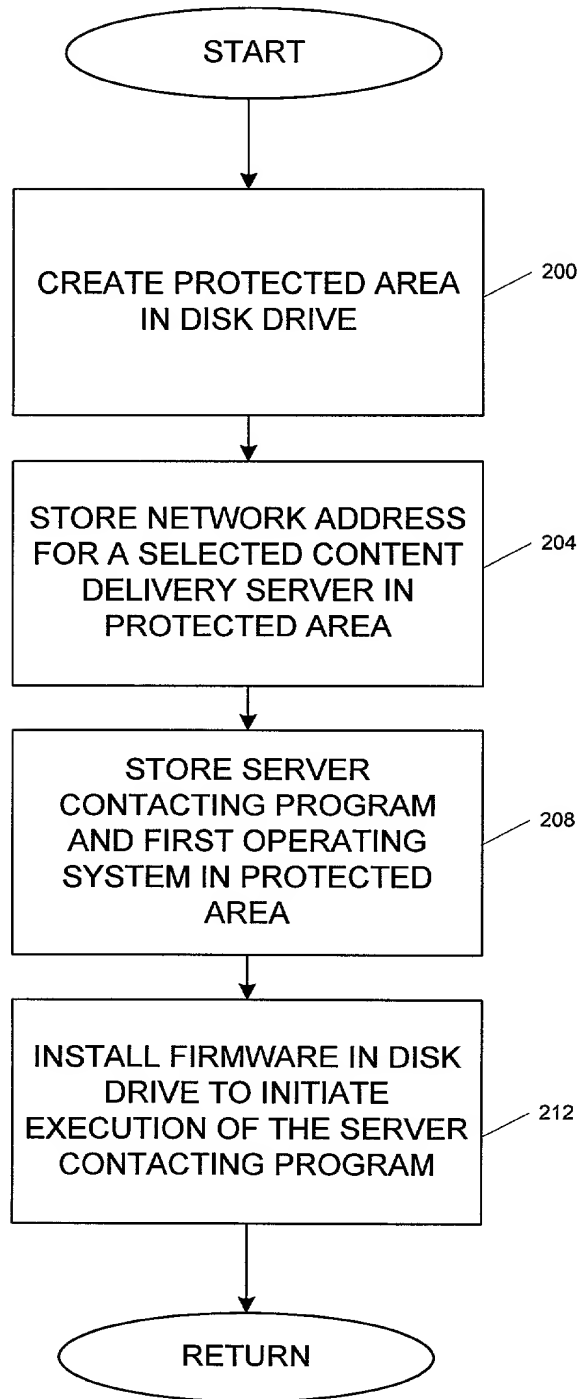 START
CREATE PROTECTED AREA
IN DISK DRIVE
200
STORE NETWORK ADDRESS
FOR A SELECTED CONTENT
DELIVERY SERVER IN
PROTECTED AREA
204
STORE SERVER
CONTACTING PROGRAM
AND FIRST OPERATING
SYSTEM IN PROTECTED
AREA
208
INSTALL FIRMWARE IN DISK
DRIVE TO INITIATE
EXECUTION OF THE SERVER
CONTACTING PROGRAM
212
RETURN